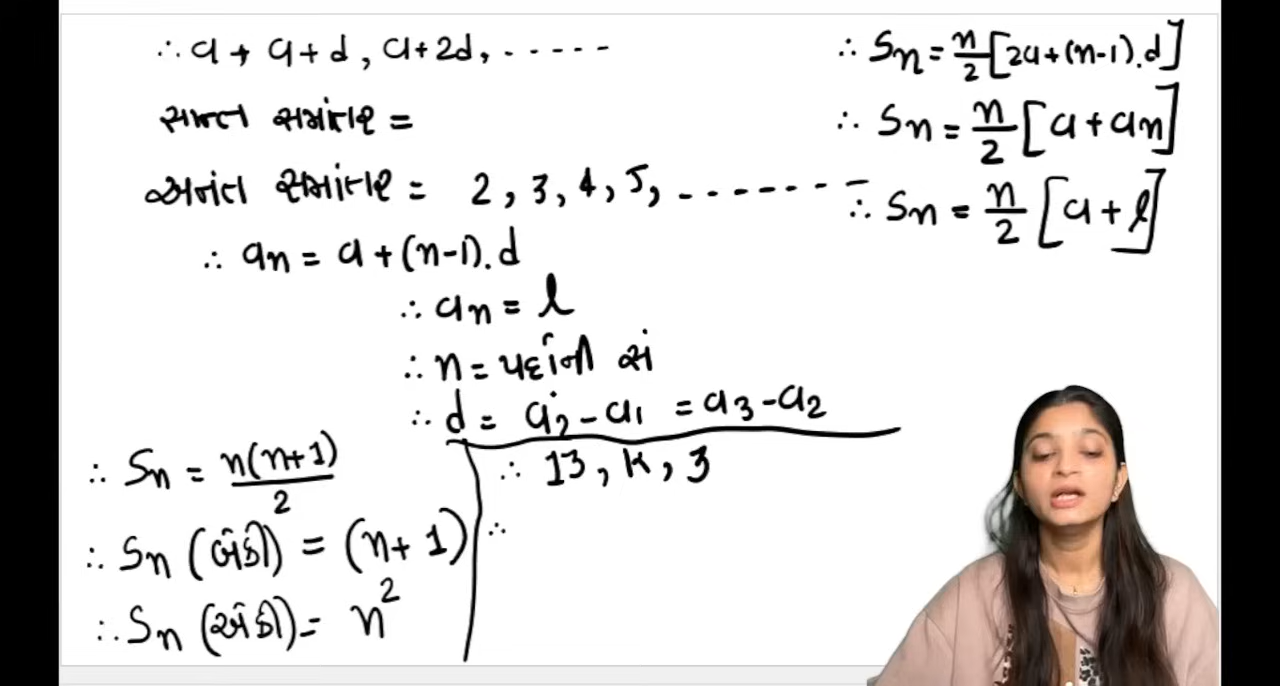 ∴ a, a+d, a+2d, ......
સાન્ત સમાંતર =
અનંત સમાંતર = 2, 3, 4, 5, .......
∴ an = a + (n-1).d
∴ an = l
∴ n = પદોની સં
∴ d = a2 - a1 = a3 - a2
∴ Sn = n/2 [2a+(n-1).d]
∴ Sn = n/2 [a + an]
∴ Sn = n/2 [a + l]
∴ Sn = n(n+1)/2
∴ Sn (બેકી) = (n+1)
∴ Sn (એકી) = n²
∴ 13, k, 3
∴